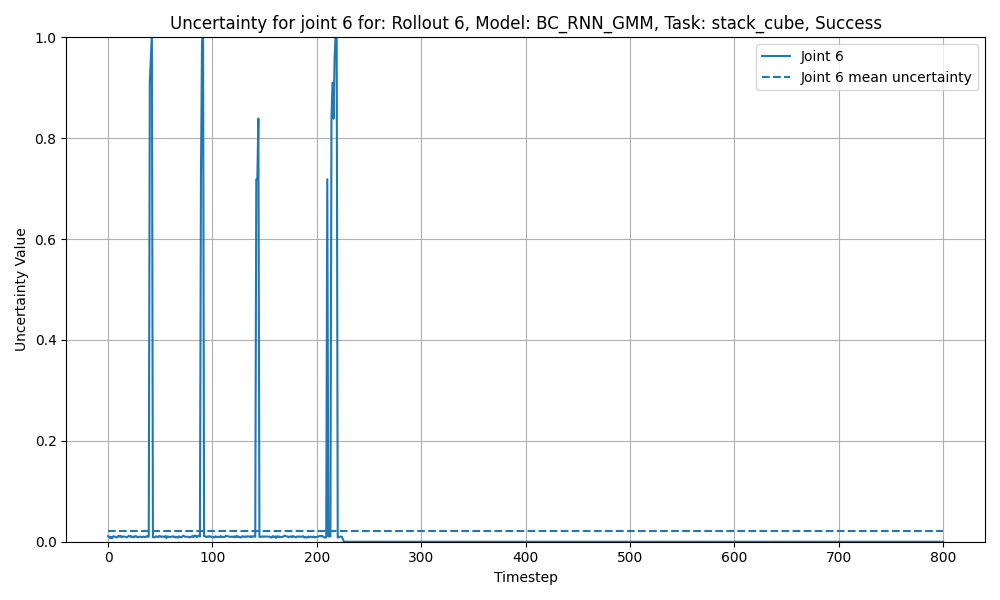 Uncertainty for joint 6 for: Rollout 6, Model: BC_RNN_GMM, Task: stack_cube, Success
Joint 6
Joint 6 mean uncertainty
Uncertainty Value
1.0
0.8
0.6
0.4
0.2
0.0
0 100 200 300 400 500 600 700 800
Timestep